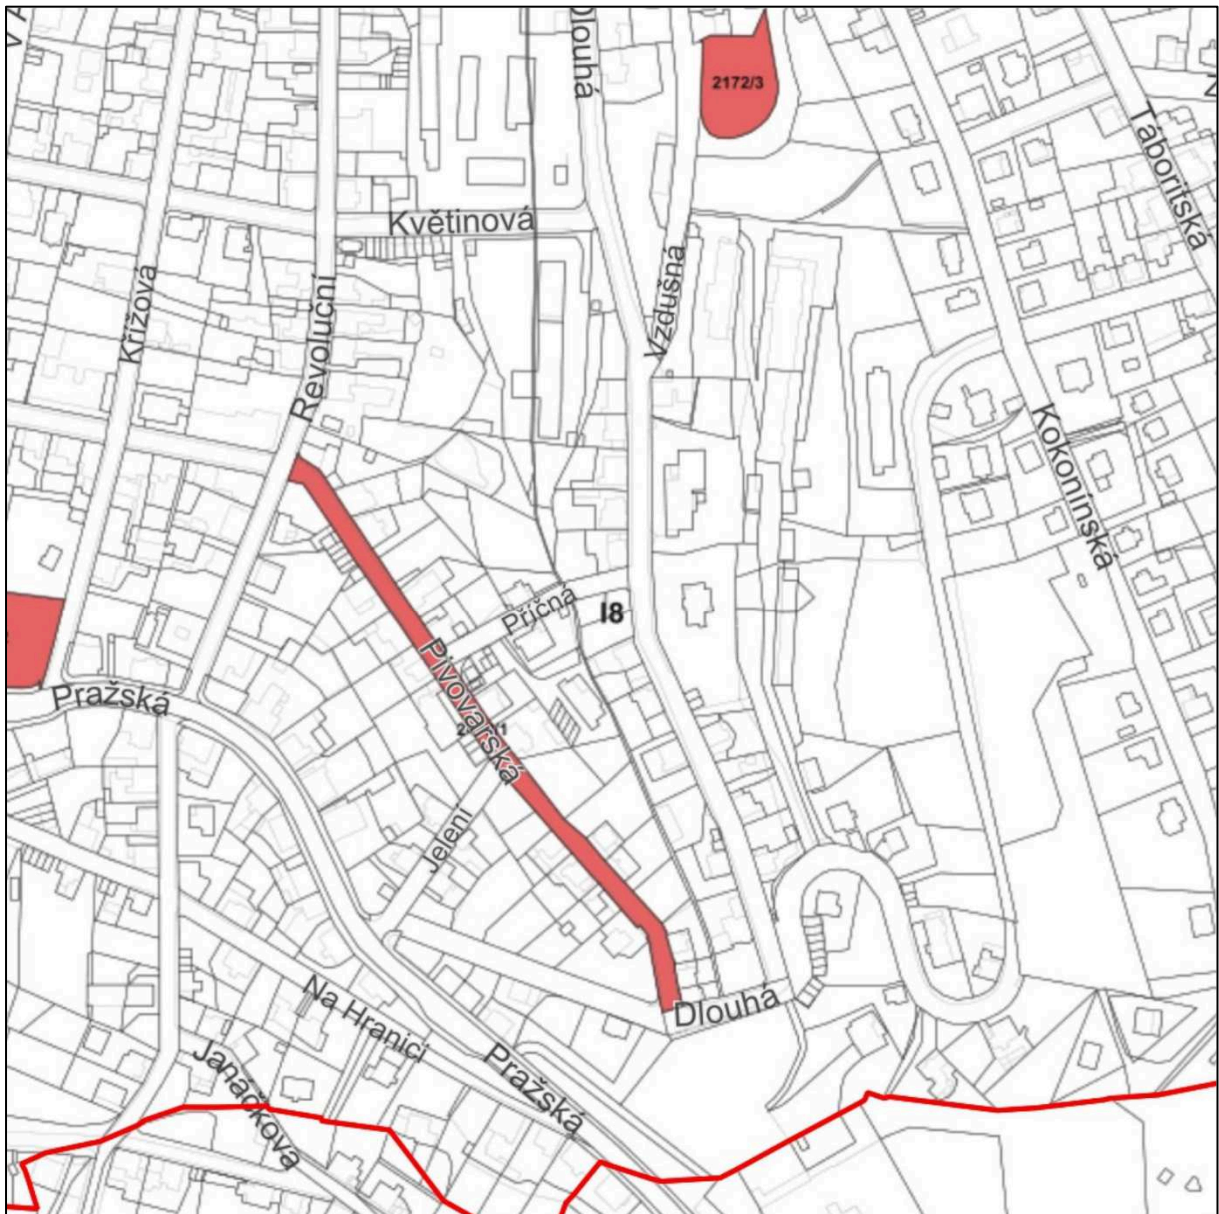 Dlouhá
2172/3
Táboritská
Květinová
Vzdušná
Křížová
Revoluční
Kokonínská
Příčná
I8
Pivovarská
Pražská
Jelení
Dlouhá
Na Hranici
Pražská
Janáčkova